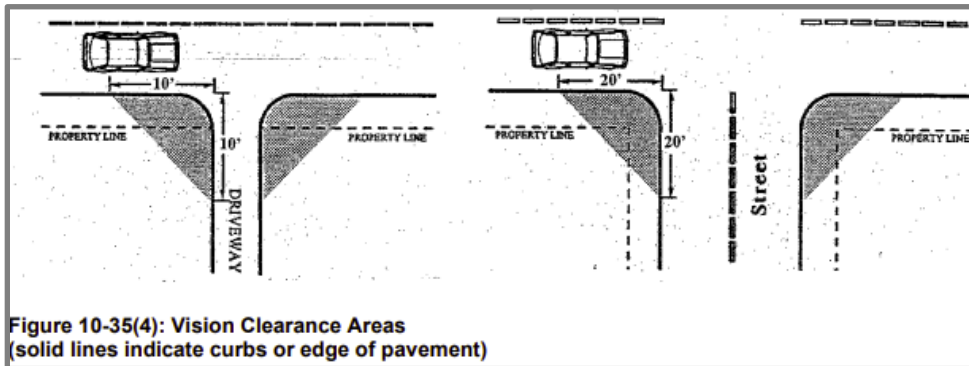 10'
20'
PROPERTY LINE
10'
PROPERTY LINE
PROPERTY LINE
20'
PROPERTY LINE
DRIVEWAY
Street
Figure 10-35(4): Vision Clearance Areas
(solid lines indicate curbs or edge of pavement)